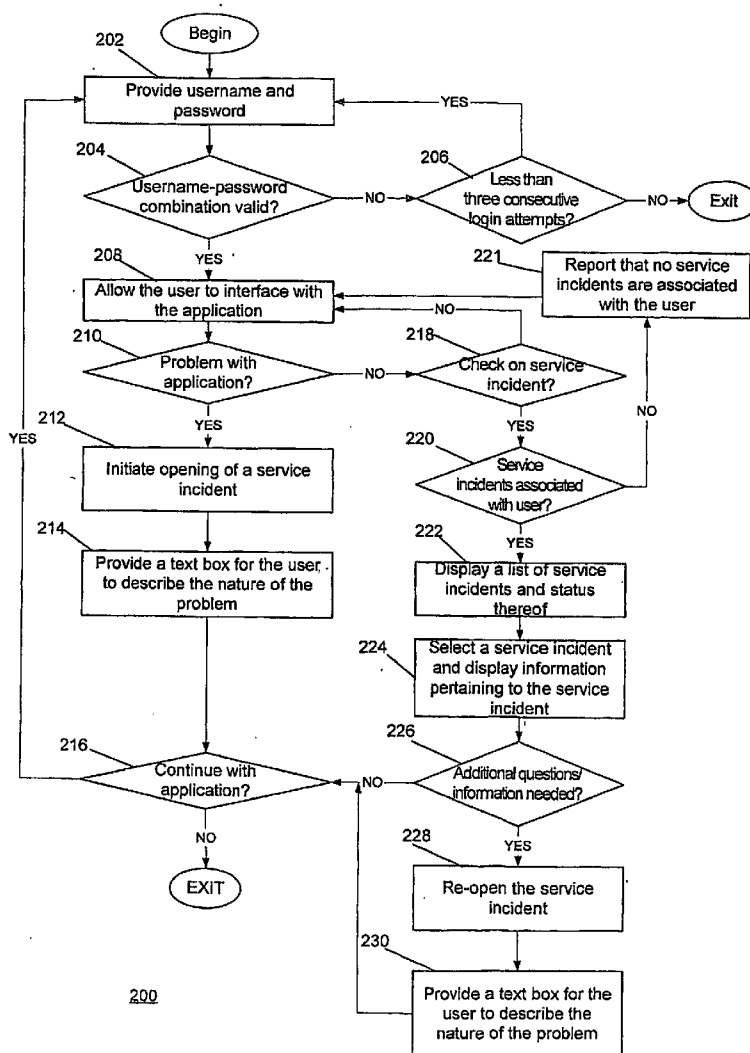 Begin
202
Provide username and
password
YES
204
206
Username-password
combination valid?
NO
Less than
three consecutive
login attempts?
NO
Exit
YES
208
221
Report that no service
incidents are associated
with the user
Allow the user to interface with
the application
NO
210
218
Problem with
application?
NO
Check on service
incident?
NO
YES
YES
YES
212
220
Initiate opening of a service
incident
Service
incidents associated
with user?
YES
214
222
Provide a text box for the user
to describe the nature of the
problem
Display a list of service
incidents and status
thereof
224
Select a service incident
and display information
pertaining to the service
incident
216
226
Continue with
application?
NO
Additional questions/
information needed?
NO
YES
228
EXIT
Re-open the service
incident
230
200
Provide a text box for the
user to describe the
nature of the problem